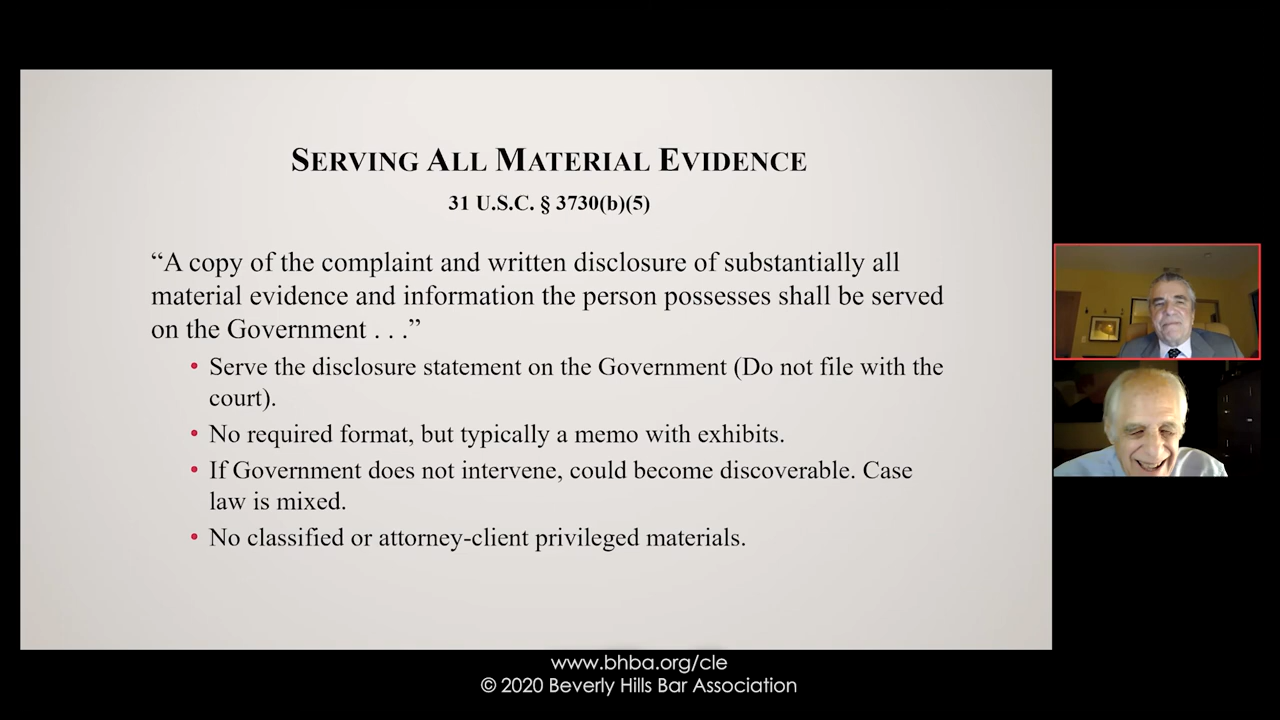 SERVING ALL MATERIAL EVIDENCE
31 U.S.C. § 3730(b)(5)
“A copy of the complaint and written disclosure of substantially all
material evidence and information the person possesses shall be served
on the Government . . .”
• Serve the disclosure statement on the Government (Do not file with the
court).
• No required format, but typically a memo with exhibits.
• If Government does not intervene, could become discoverable. Case
law is mixed.
• No classified or attorney-client privileged materials.
www.bhba.org/cle
© 2020 Beverly Hills Bar Association